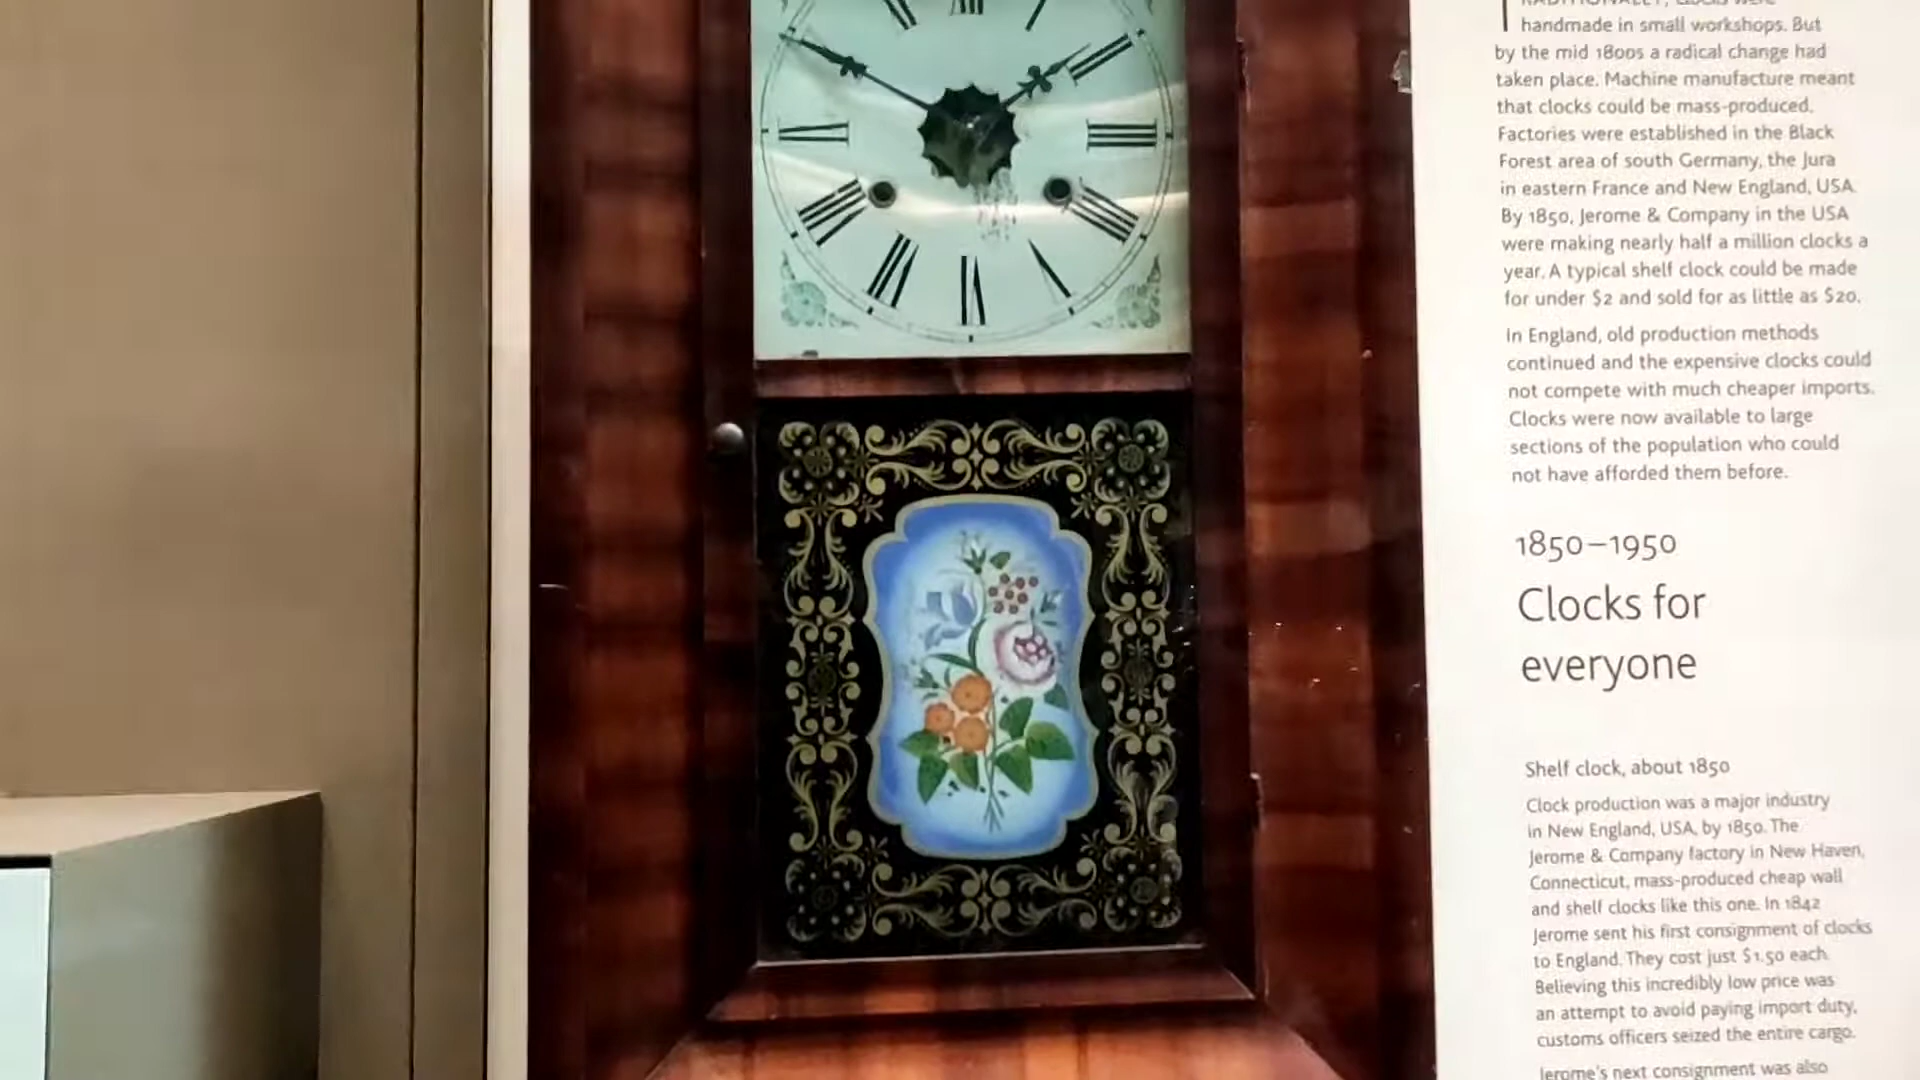 handmade in small workshops. But
by the mid 1800s a radical change had
taken place. Machine manufacture meant
that clocks could be mass-produced.
Factories were established in the Black
Forest area of south Germany, the Jura
in eastern France and New England, USA.
By 1850, Jerome & Company in the USA
were making nearly half a million clocks a
year. A typical shelf clock could be made
for under $2 and sold for as little as $20.
In England, old production methods
continued and the expensive clocks could
not compete with much cheaper imports.
Clocks were now available to large
sections of the population who could
not have afforded them before.
1850–1950
Clocks for
everyone
Shelf clock, about 1850
Clock production was a major industry
in New England, USA, by 1850. The
Jerome & Company factory in New Haven,
Connecticut, mass-produced cheap wall
and shelf clocks like this one. In 1842
Jerome sent his first consignment of clocks
to England. They cost just $1.50 each.
Believing this incredibly low price was
an attempt to avoid paying import duty,
customs officers seized the entire cargo.
Jerome's next consignment was also